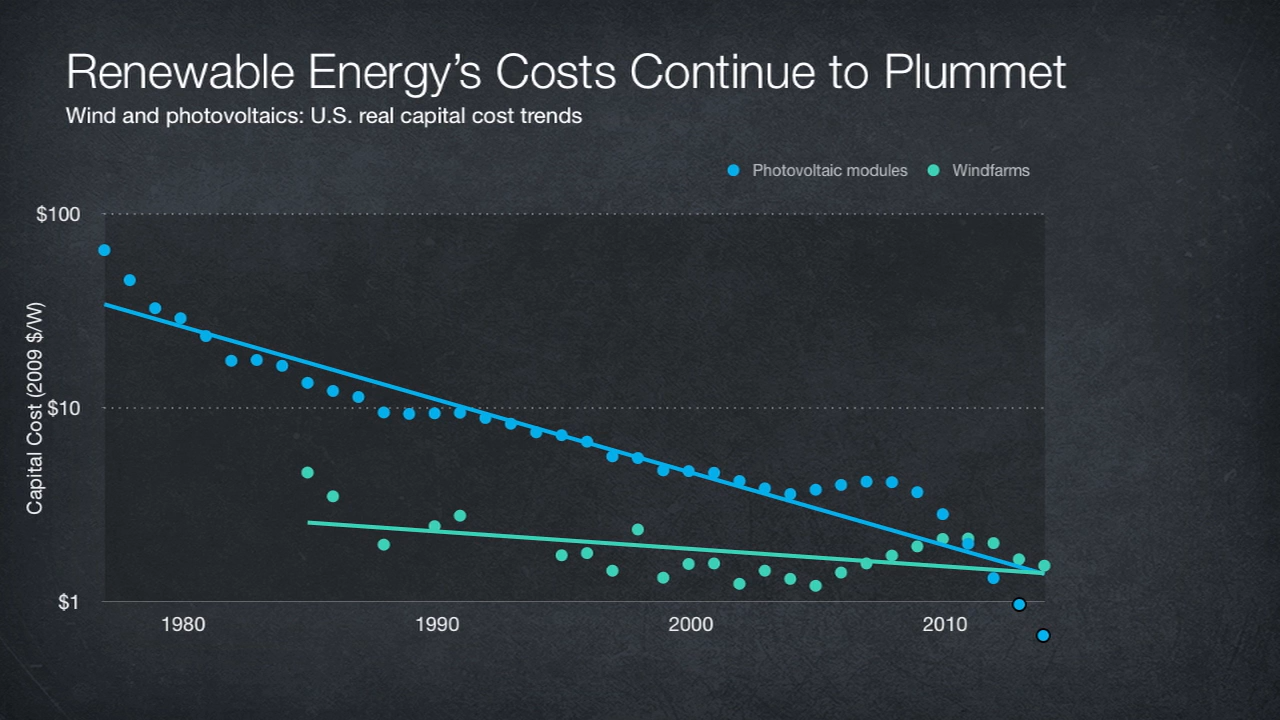 Renewable Energy’s Costs Continue to Plummet
Wind and photovoltaics: U.S. real capital cost trends
Photovoltaic modules
Windfarms
Capital Cost (2009 $/W)
$100
$10
$1
1980
1990
2000
2010